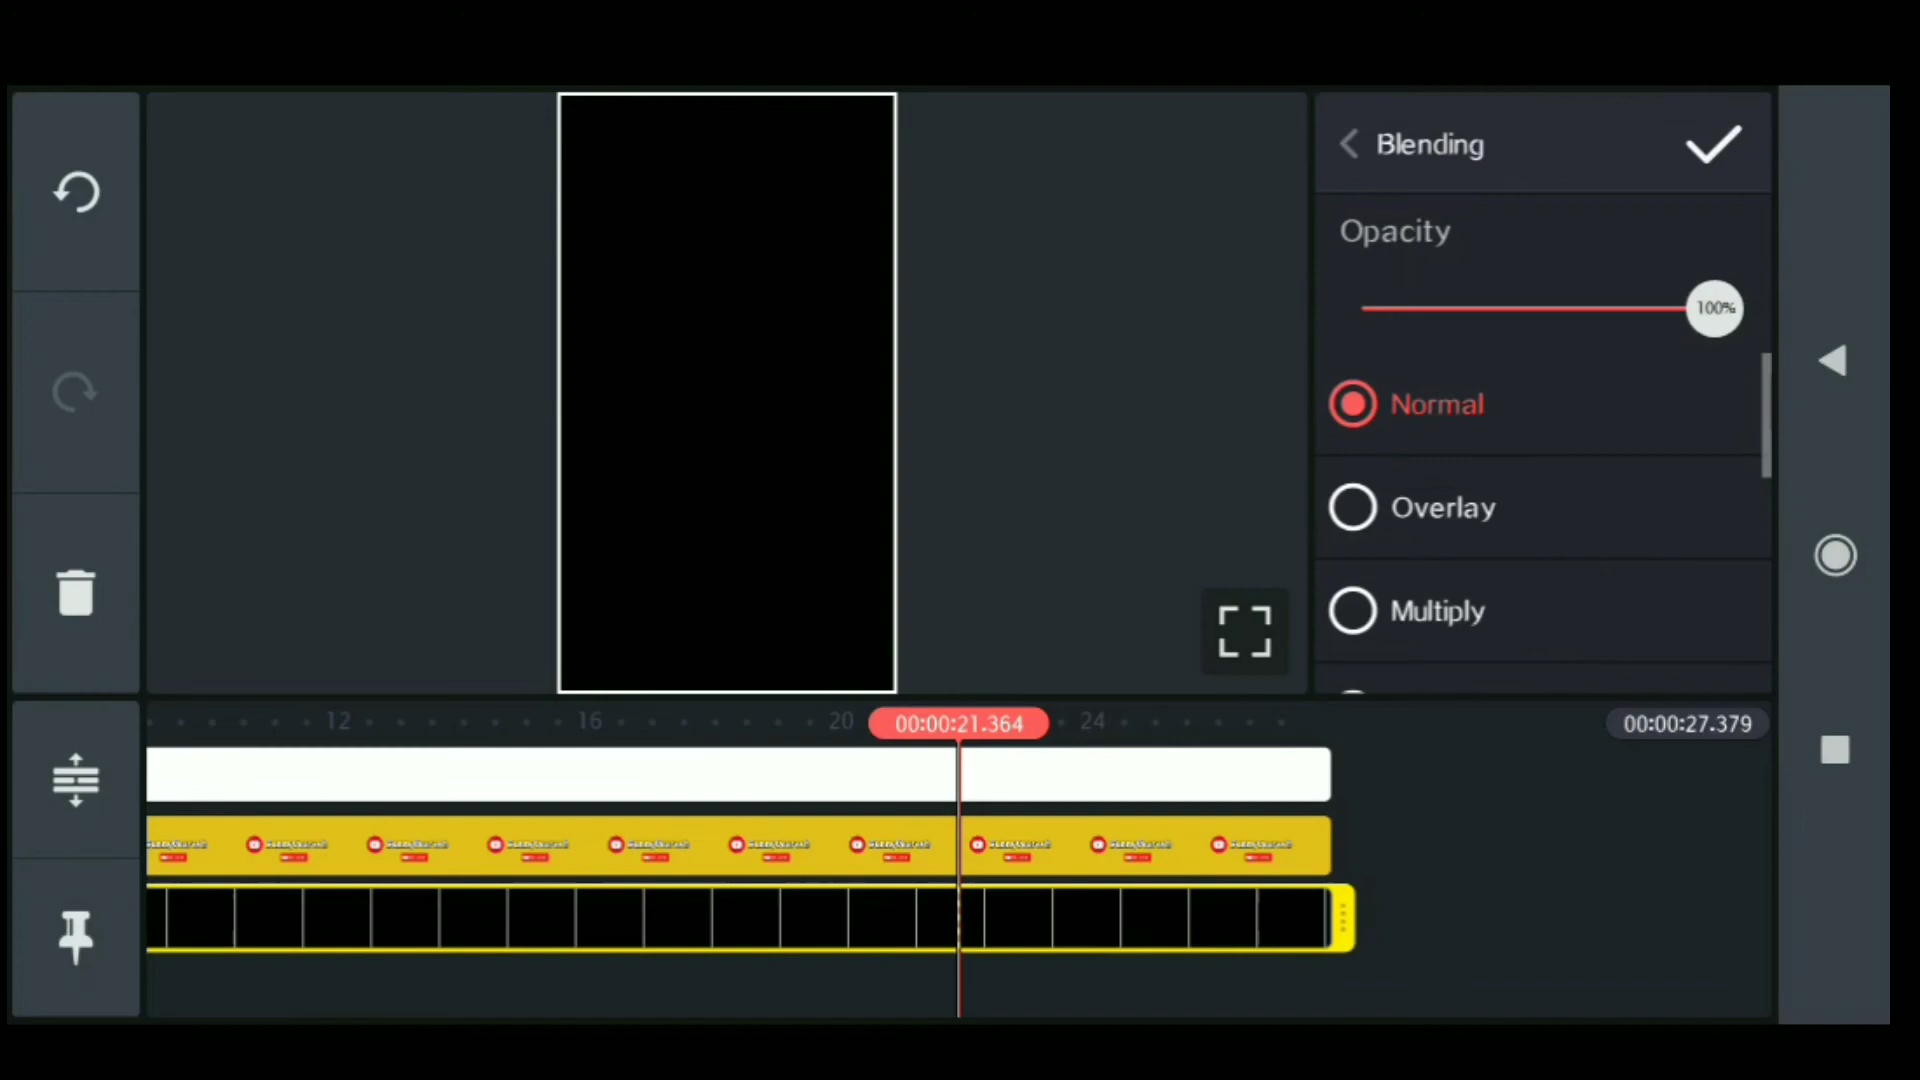 Blending
Opacity
100%
Normal
Overlay
Multiply
12
16
20
00:00:21.364
24
00:00:27.379